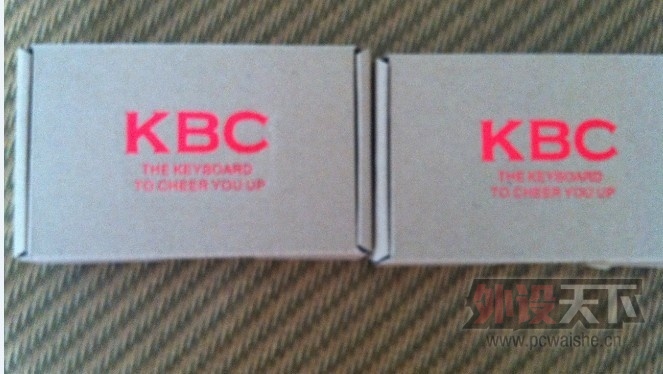 KBC
THE KEYBOARD
TO CHEER YOU UP
KBC
THE KEYBOARD
TO CHEER YOU UP
外设天下
www.pcwaishe.cn